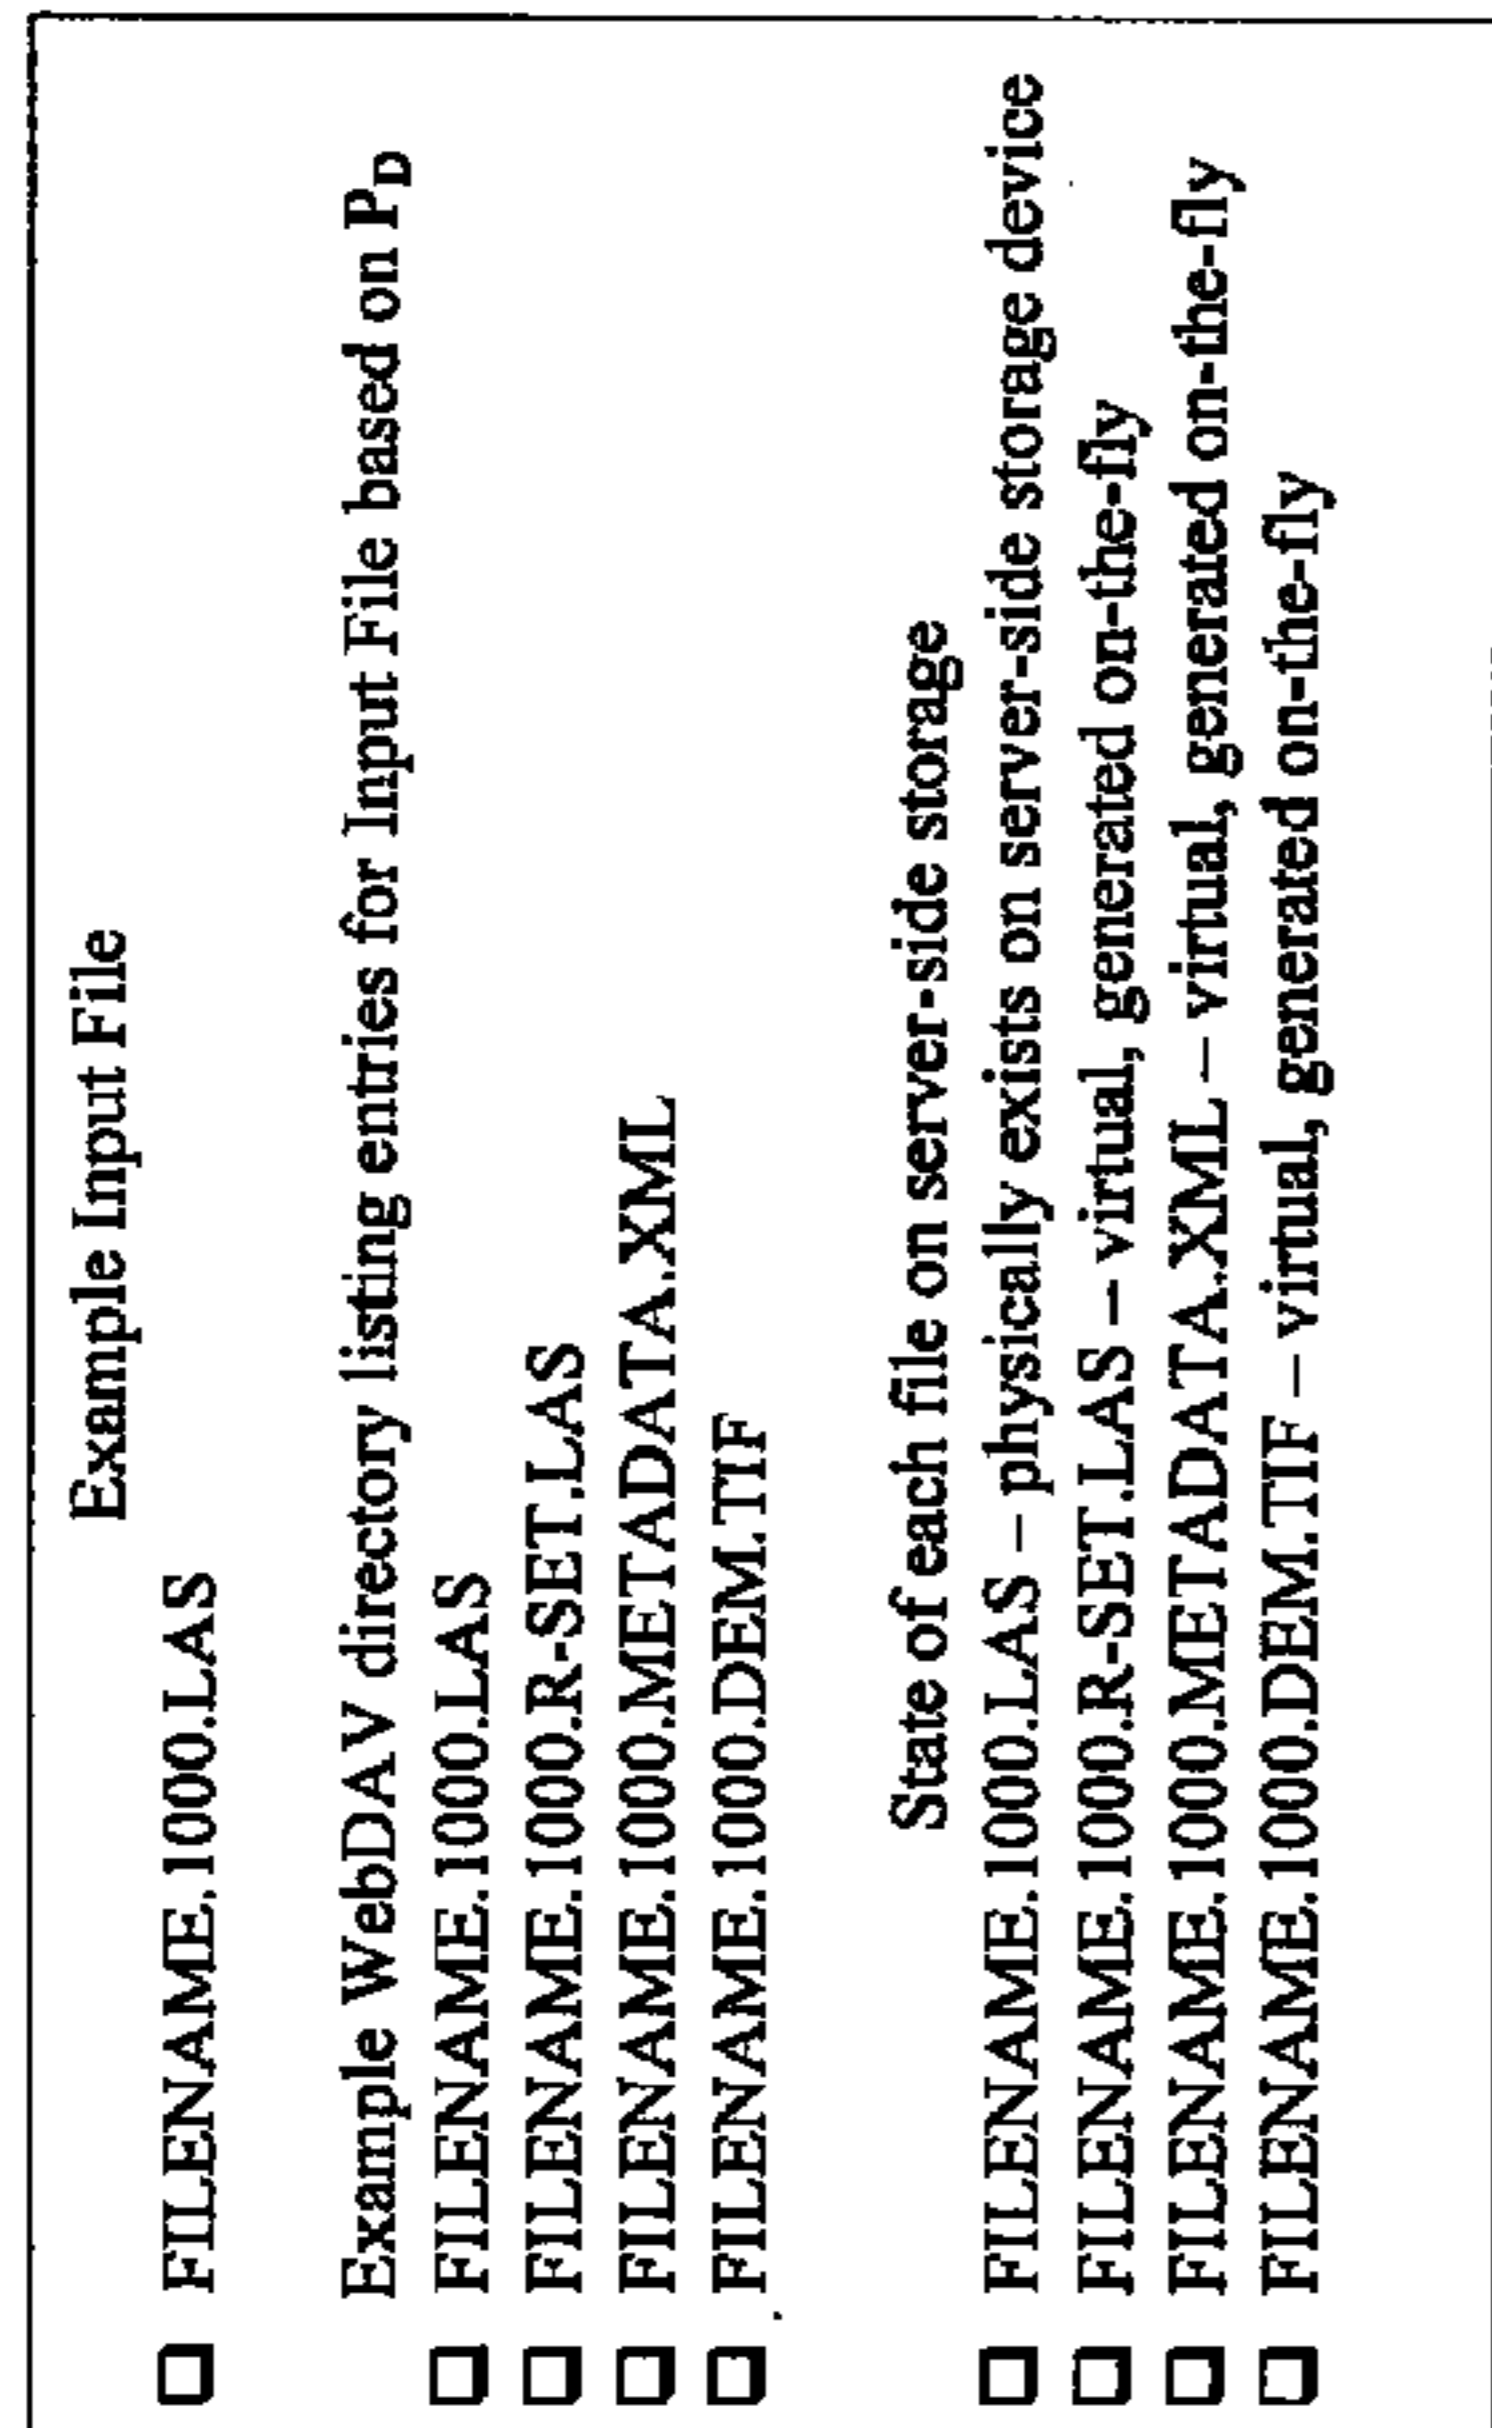 Example Input File
FILENAME.1000.LAS
Example WebDAV directory listing entries for Input File based on PD
FILENAME.1000.LAS
FILENAME.1000.R-SET.LAS
FILENAME.1000.METADATA.XML
FILENAME.1000.DEM.TIF
State of each file on server-side storage
FILENAME.1000.LAS – physically exists on server-side storage device
FILENAME.1000.R-SET.LAS – virtual, generated on-the-fly
FILENAME.1000.METADATA.XML – virtual, generated on-the-fly
FILENAME.1000.DEM.TIF – virtual, generated on-the-fly